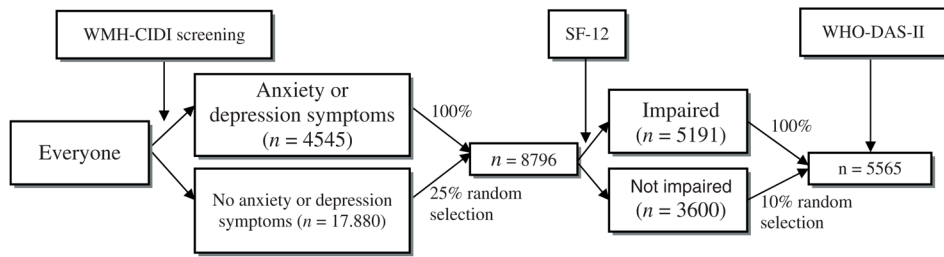 WMH-CIDI screening
SF-12
WHO-DAS-II
Everyone
Anxiety or
depression symptoms
(n = 4545)
100%
No anxiety or depression
symptoms (n = 17.880)
25% random
selection
n = 8796
Impaired
(n = 5191)
100%
Not impaired
(n = 3600)
10% random
selection
n = 5565